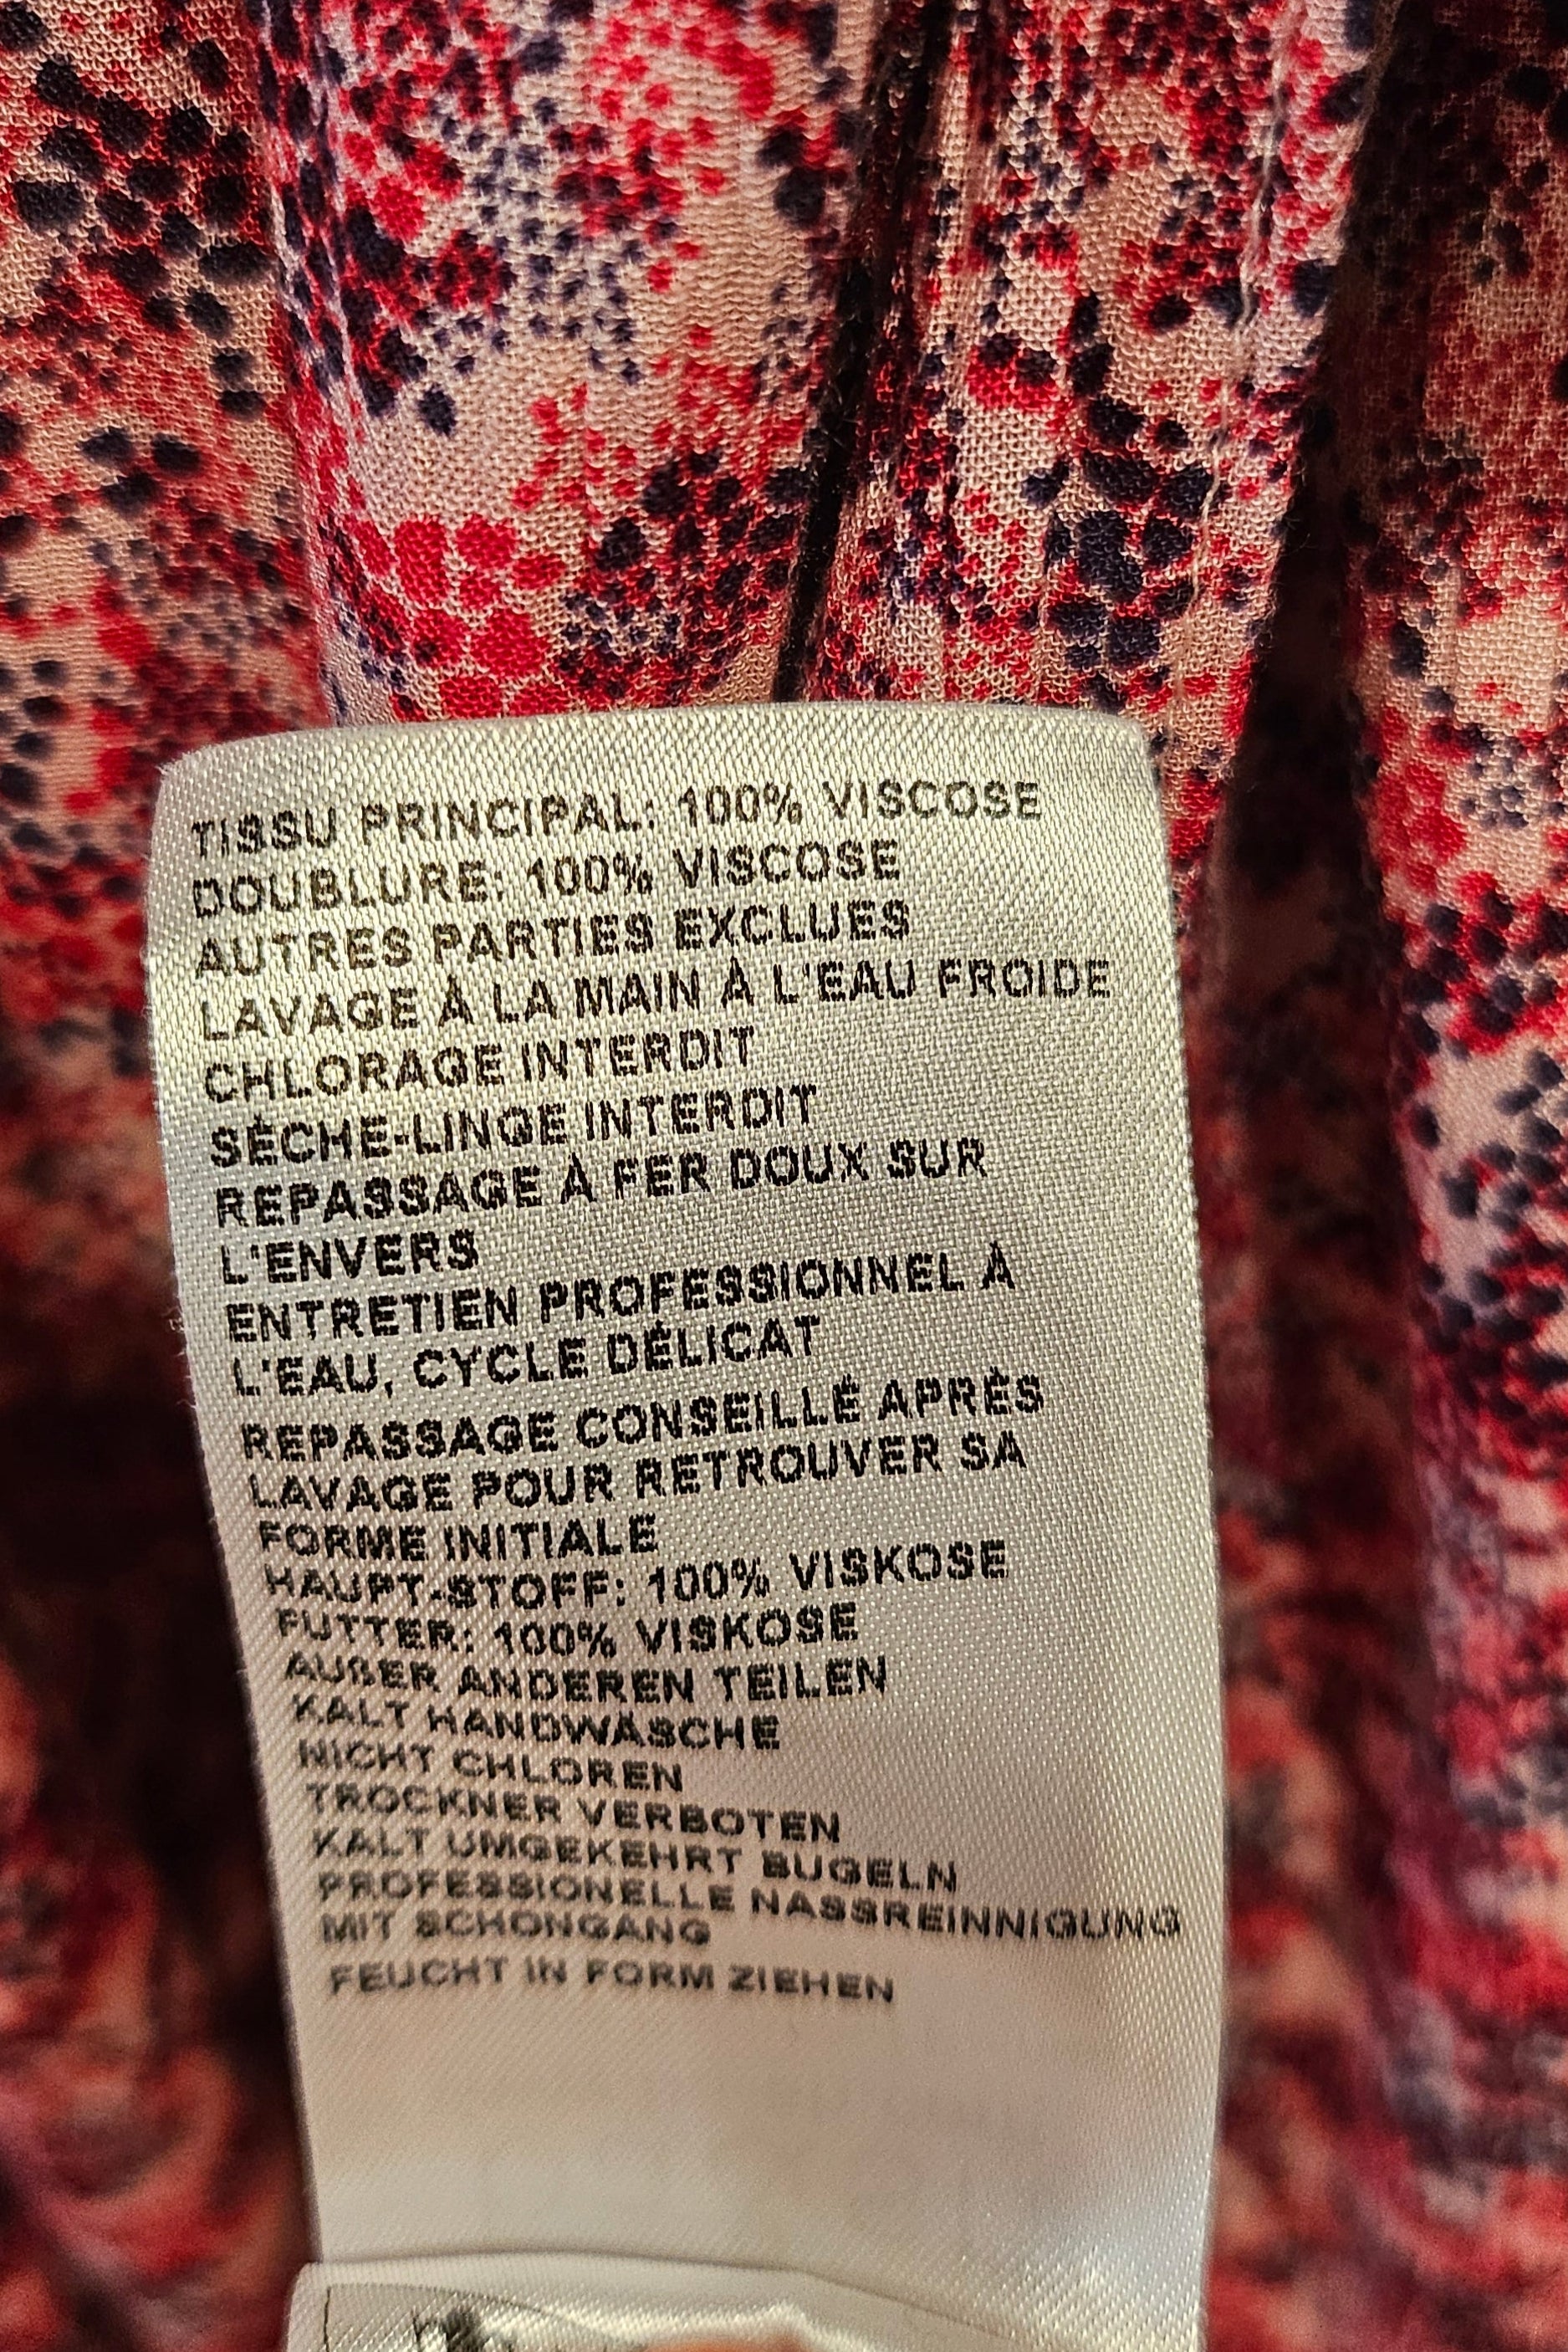 TISSU PRINCIPAL: 100% VISCOSE
DOUBLURE: 100% VISCOSE
AUTRES PARTIES EXCLUES
LAVAGE À LA MAIN À L'EAU FROIDE
CHLORAGE INTERDIT
SÈCHE-LINGE INTERDIT
REPASSAGE À FER DOUX SUR
L'ENVERS
ENTRETIEN PROFESSIONNEL À
L'EAU, CYCLE DÉLICAT
REPASSAGE CONSEILLÉ APRÈS
LAVAGE POUR RETROUVER SA
FORME INITIALE
HAUPT-STOFF: 100% VISKOSE
FUTTER: 100% VISKOSE
AUßER ANDEREN TEILEN
KALT HANDWÄSCHE
NICHT CHLOREN
TROCKNER VERBOTEN
KALT UMGEKEHRT BUGELN
PROFESSIONELLE NASSREINNIGUNG
MIT SCHONGANG
FEUCHT IN FORM ZIEHEN